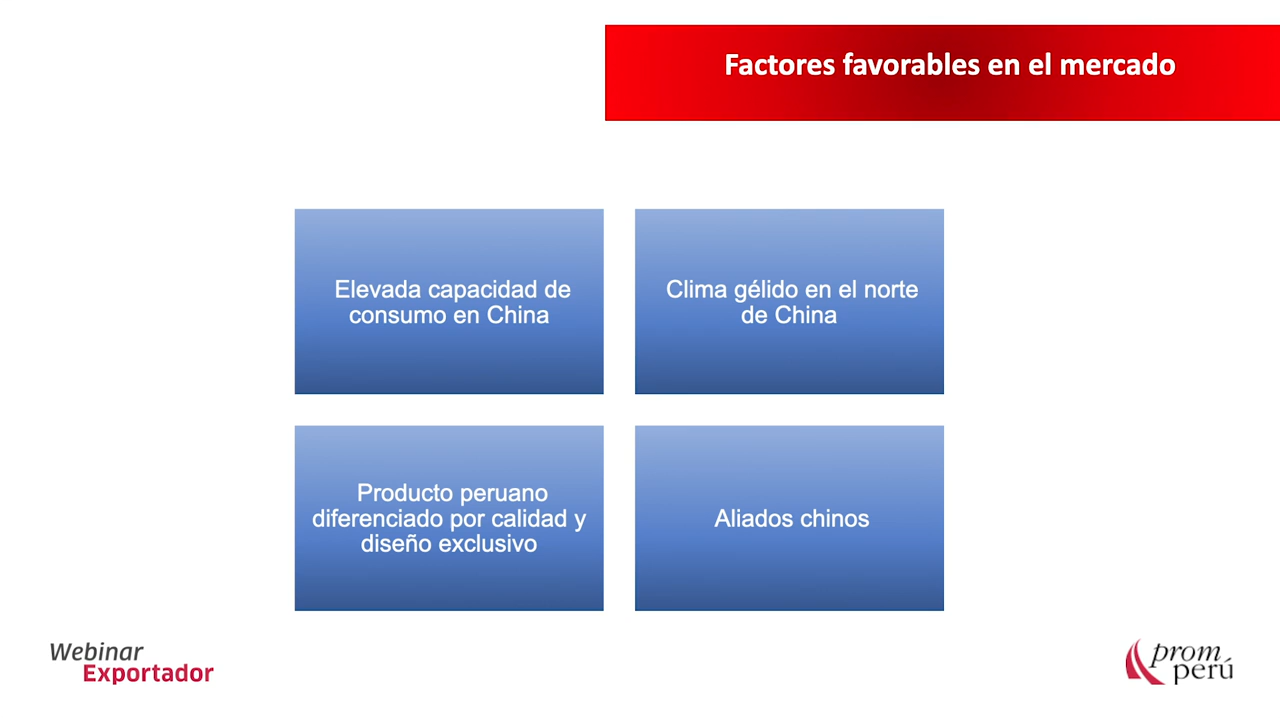 Factores favorables en el mercado
Elevada capacidad de
consumo en China
Clima gélido en el norte
de China
Producto peruano
diferenciado por calidad y
diseño exclusivo
Aliados chinos
Webinar
Exportador
prom
perú